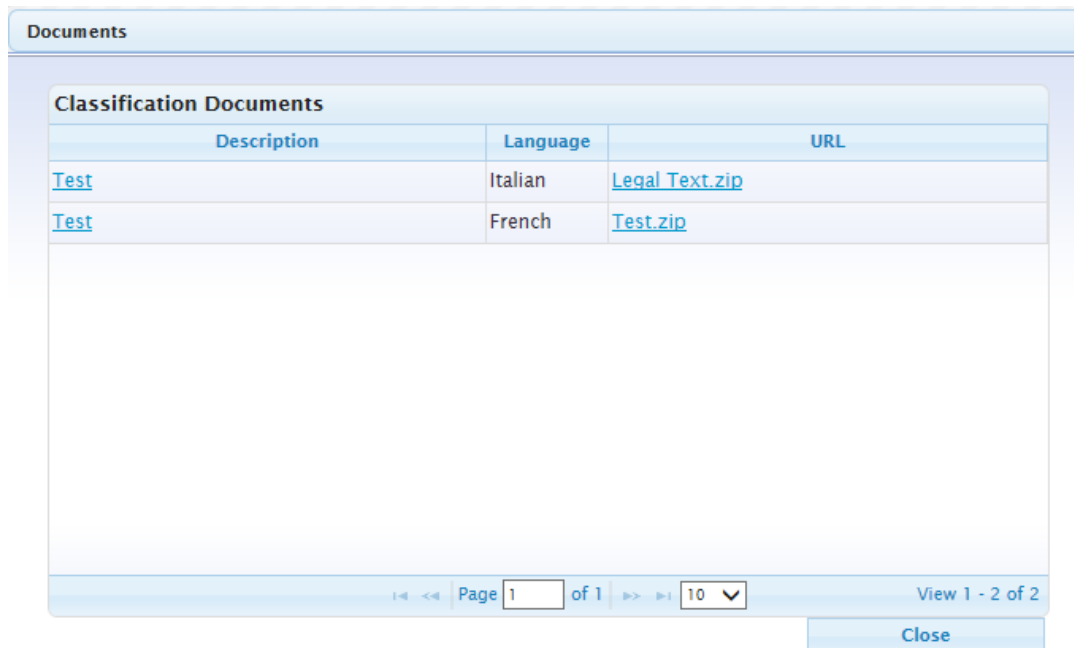 Documents
Classification Documents
Description Language URL
Test Italian Legal Text.zip
Test French Test.zip
Page 1 of 1 10 View 1 - 2 of 2
Close